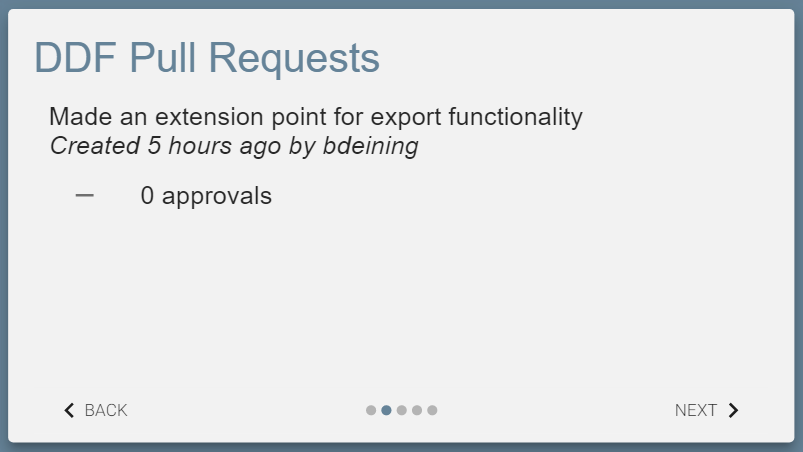 DDF Pull Requests
Made an extension point for export functionality
Created 5 hours ago by bdeining
0 approvals
BACK
NEXT